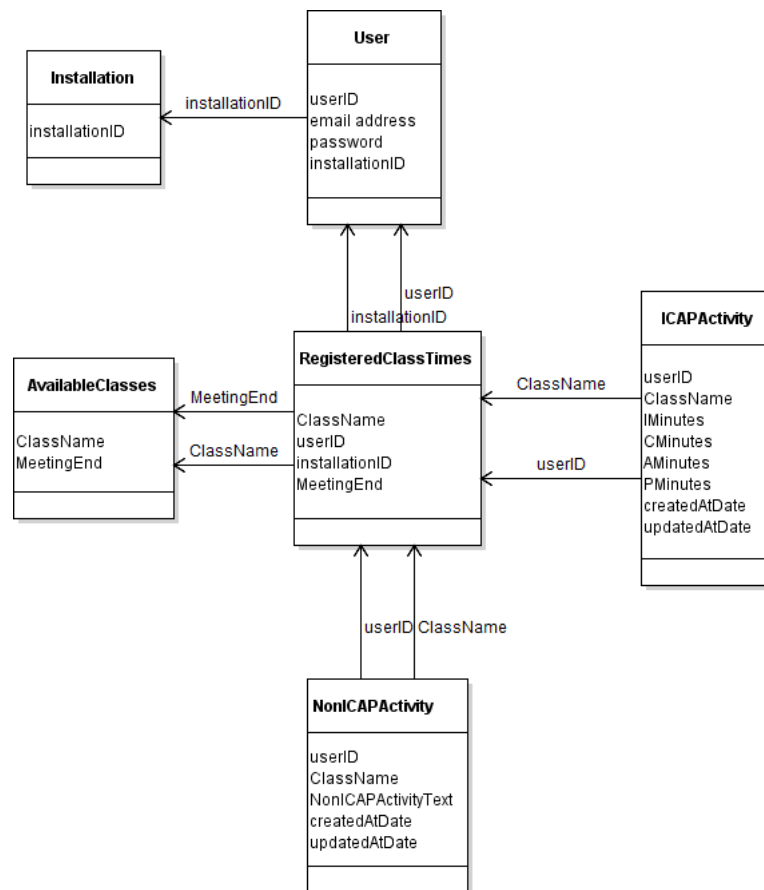 User
userID
email address
password
installationID
Installation
installationID
installationID
userID
installationID
ICAPActivity
userID
ClassName
IMinutes
CMinutes
AMinutes
PMinutes
createdAtDate
updatedAtDate
RegisteredClassTimes
ClassName
userID
installationID
MeetingEnd
AvailableClasses
ClassName
MeetingEnd
MeetingEnd
ClassName
ClassName
userID
userID ClassName
NonICAPActivity
userID
ClassName
NonICAPActivityText
createdAtDate
updatedAtDate